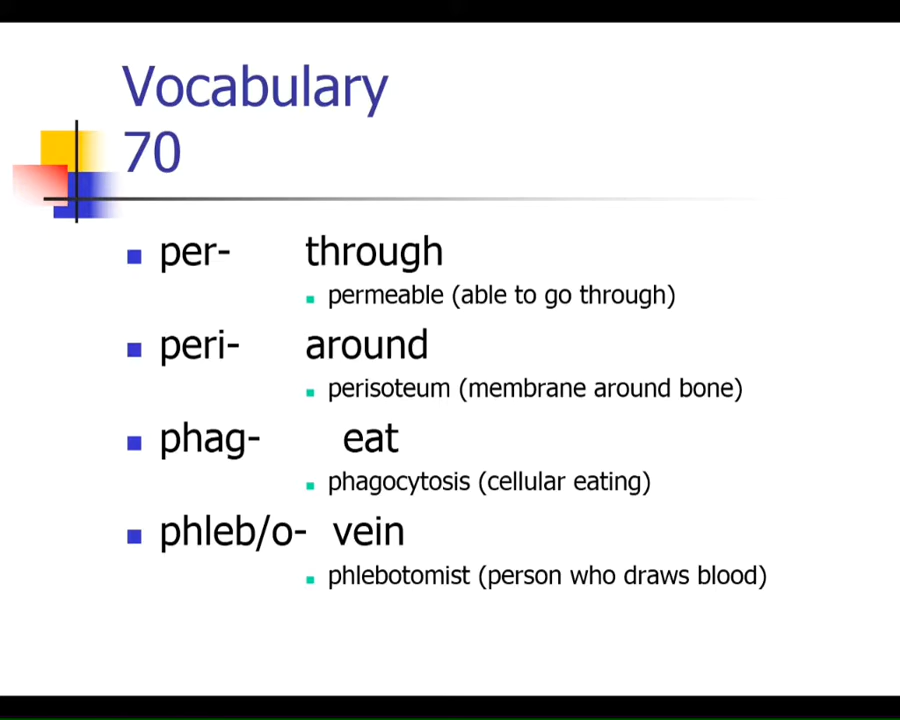 Vocabulary
70
per- through
permeable (able to go through)
peri- around
perisoteum (membrane around bone)
phag- eat
phagocytosis (cellular eating)
phleb/o- vein
phlebotomist (person who draws blood)